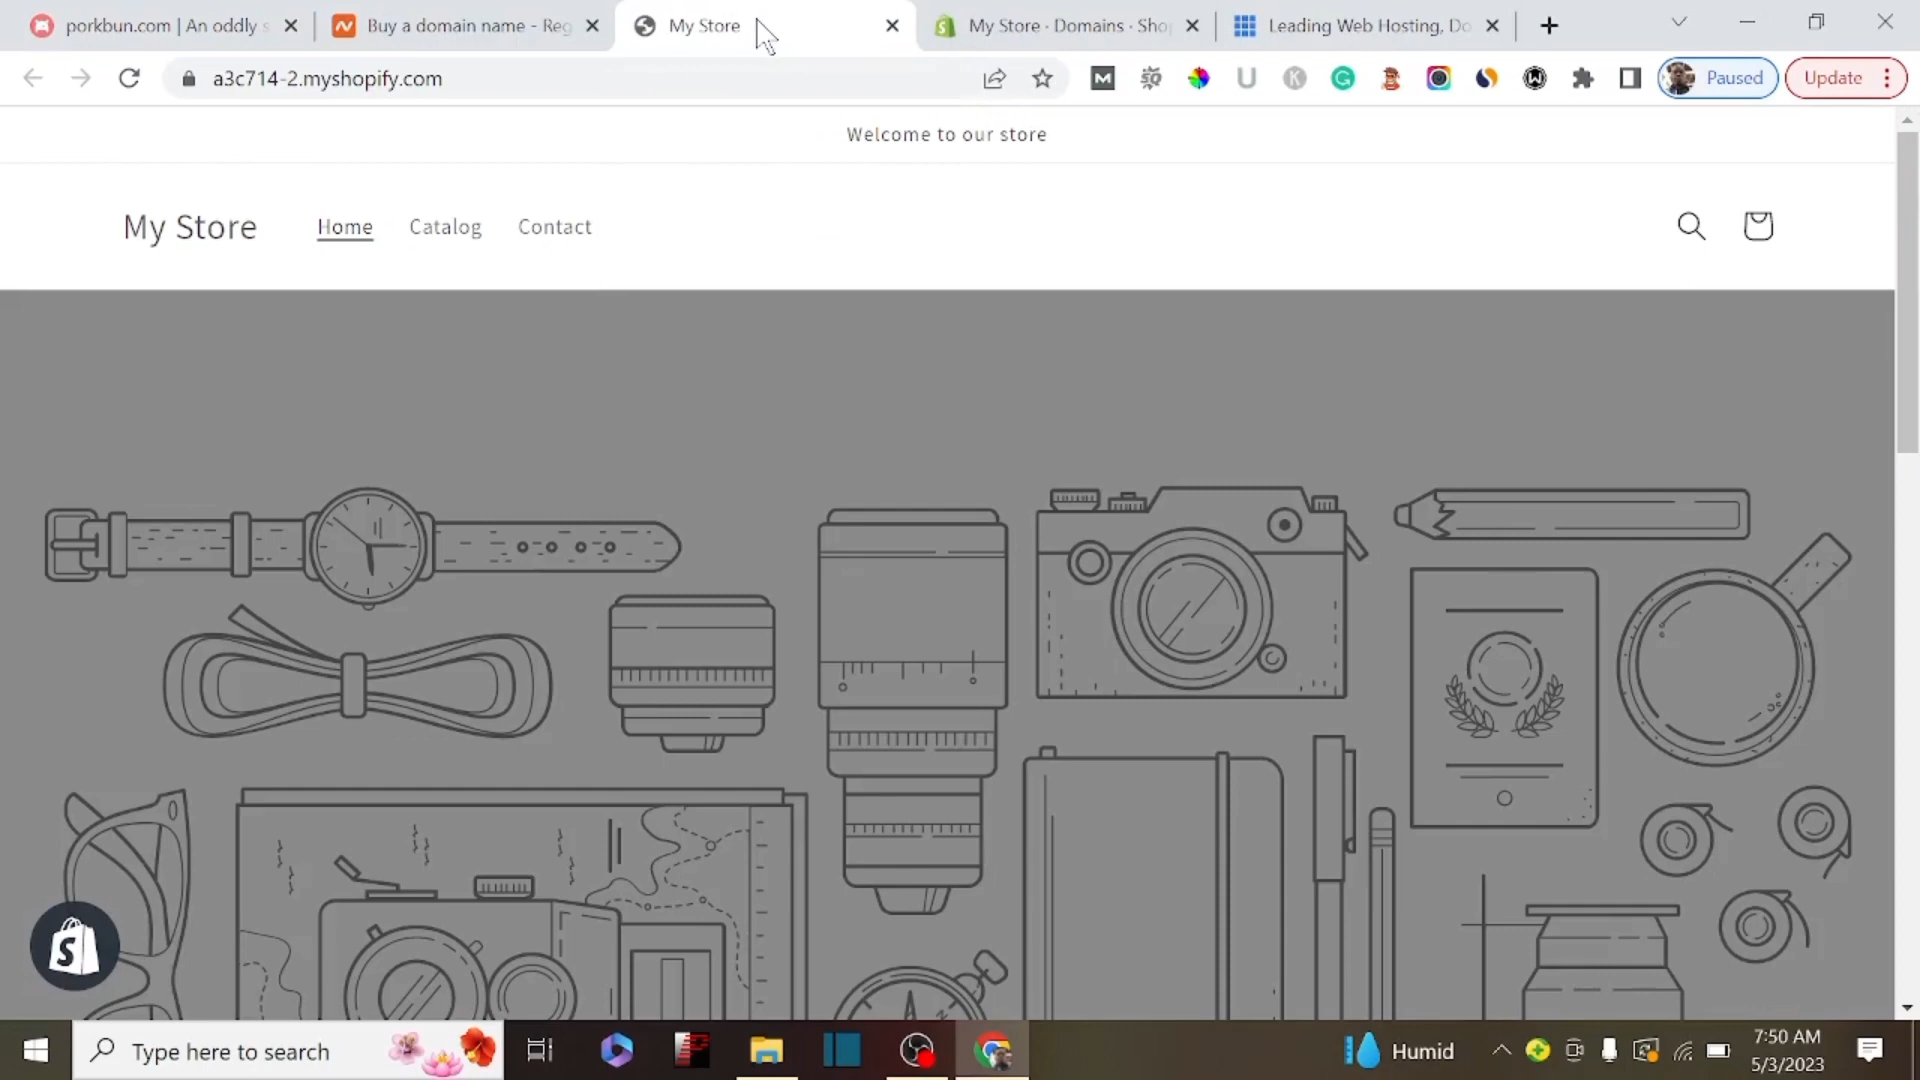 porkbun.com | An oddly s
Buy a domain name - Reg
My Store
My Store · Domains · Sho
Leading Web Hosting, Do
a3c714-2.myshopify.com
Paused
Update
Welcome to our store
My Store
Home
Catalog
Contact
Type here to search
Humid
7:50 AM
5/3/2023